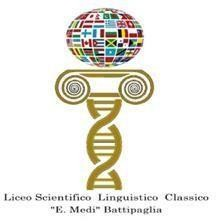 Liceo Scientifico Linguistico Classico
"E. Medi" Battipaglia